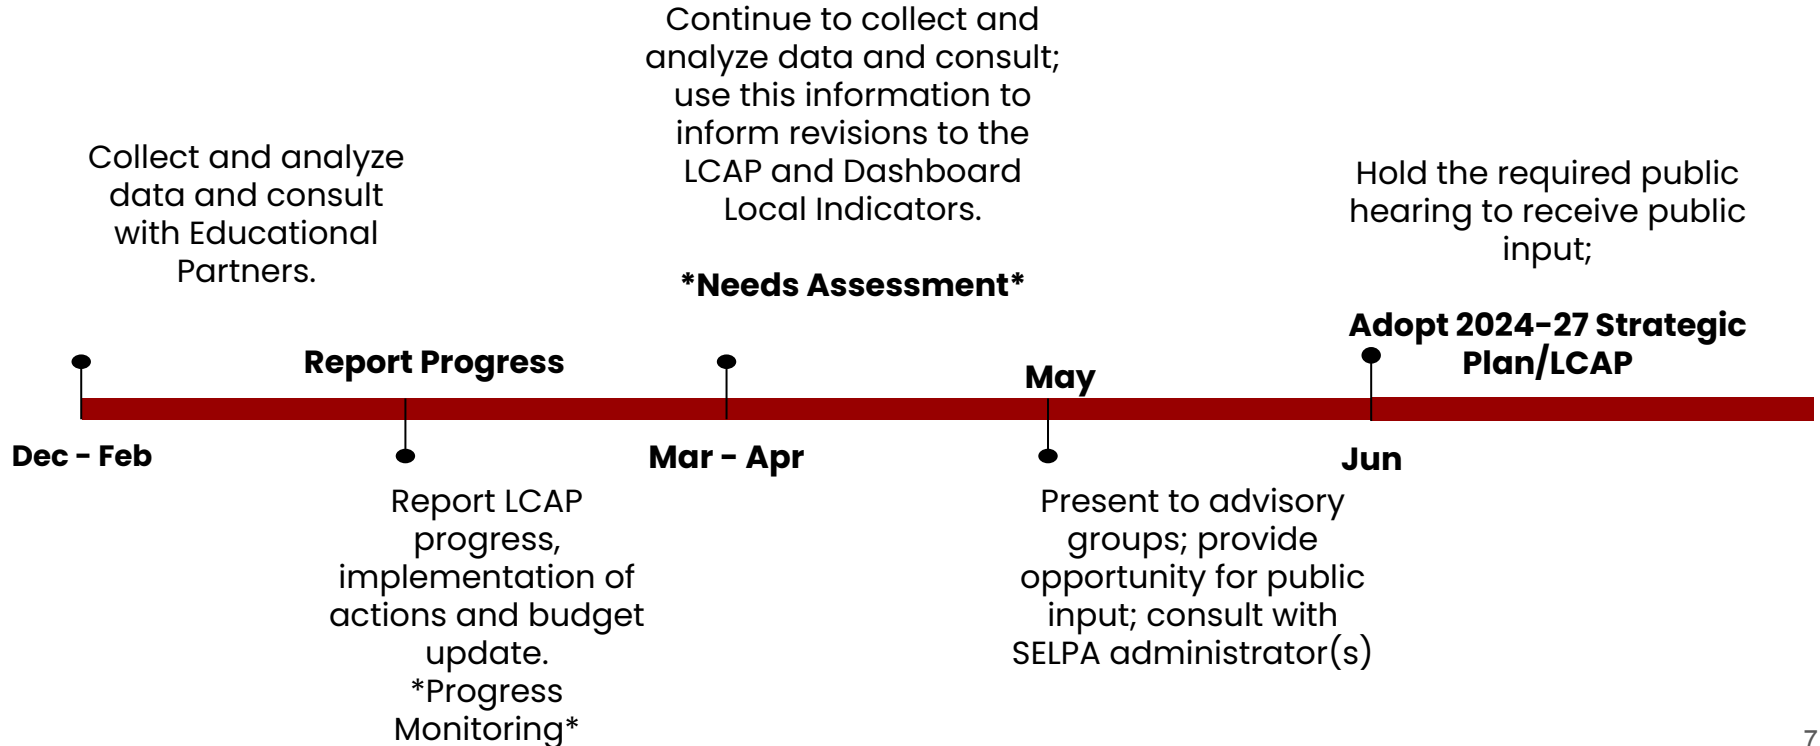 Collect and analyze
data and consult
with Educational
Partners.
Dec - Feb
Report Progress
Report LCAP
progress,
implementation of
actions and budget
update.
*Progress
Monitoring*
Continue to collect and
analyze data and consult;
use this information to
inform revisions to the
LCAP and Dashboard
Local Indicators.
*Needs Assessment*
Mar - Apr
May
Present to advisory
groups; provide
opportunity for public
input; consult with
SELPA administrator(s)
Hold the required public
hearing to receive public
input;
Adopt 2024-27 Strategic
Plan/LCAP
Jun
7